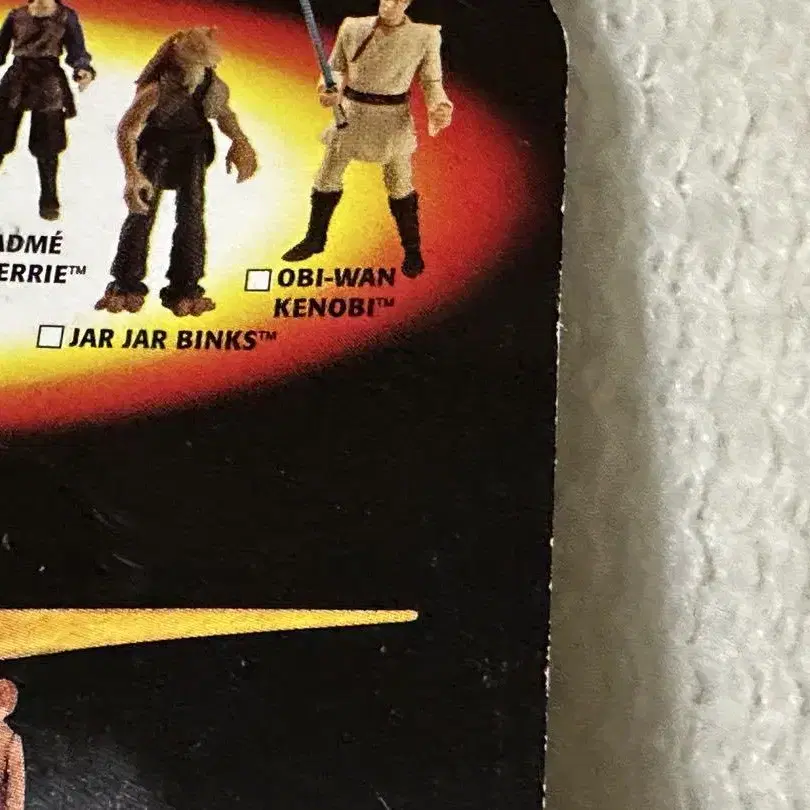 ADMÉ
ERRIE™
OBI-WAN
KENOBI™
JAR JAR BINKS™